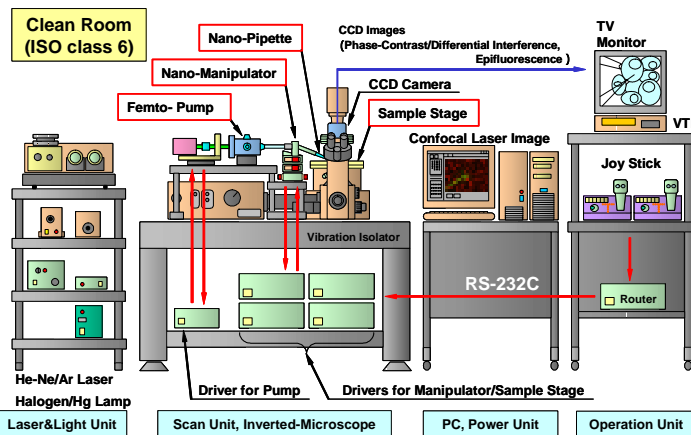 Clean Room
(ISO class 6)
Nano-Pipette
Nano-Manipulator
Femto- Pump
CCD Images
(Phase-Contrast/Differential Interference,
Epifluorescence )
CCD Camera
Sample Stage
TV
Monitor
VT
Confocal Laser Image
Joy Stick
Vibration Isolator
RS-232C
Router
He-Ne/Ar Laser
Halogen/Hg Lamp
Driver for Pump
Drivers for Manipulator/Sample Stage
Laser&Light Unit
Scan Unit, Inverted-Microscope
PC, Power Unit
Operation Unit